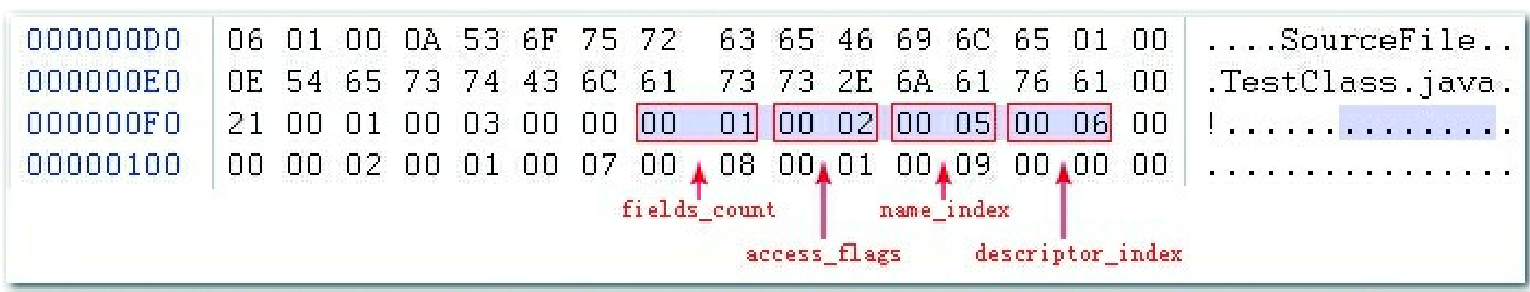 000000D0 06 01 00 0A 53 6F 75 72 63 65 46 69 6C 65 01 00 ....SourceFile..
000000E0 0E 54 65 73 74 43 6C 61 73 73 2E 6A 61 76 61 00 .TestClass.java.
000000F0 21 00 01 00 03 00 00 00 01 00 02 00 05 00 06 00 !...............
00000100 00 00 02 00 01 00 07 00 08 00 01 00 09 00 00 00 ................
fields_count name_index
access_flags descriptor_index